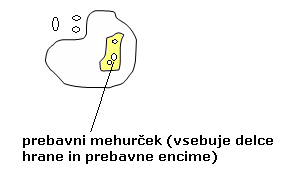 prebavni mehurček (vsebuje delce
hrane in prebavne encime)